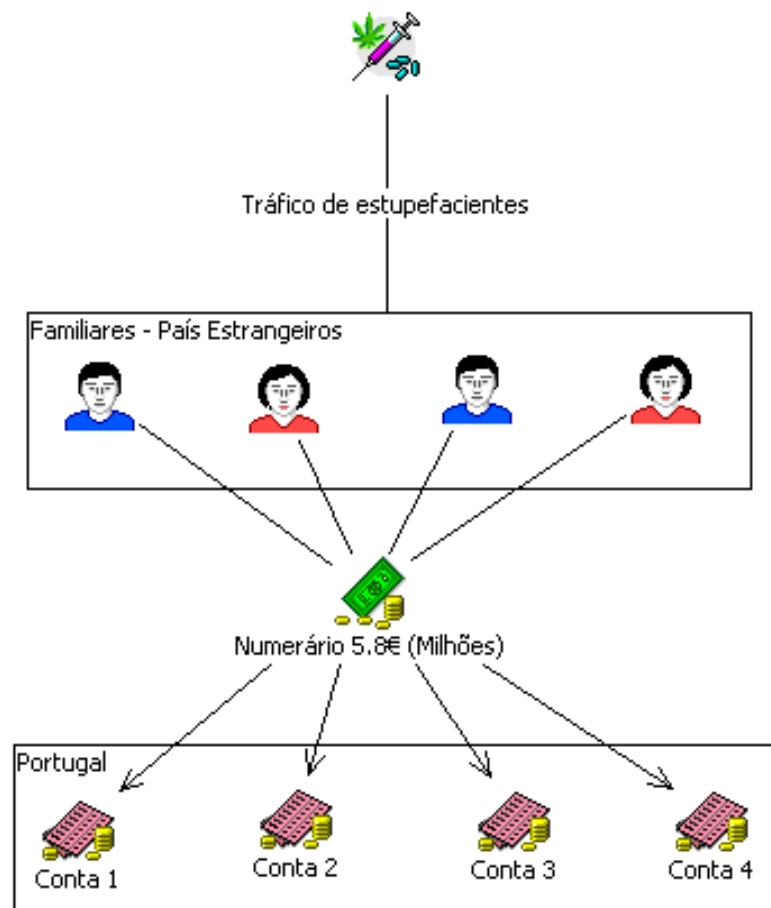 Tráfico de estupefacientes
Familiares - País Estrangeiros
Numerário 5.8€ (Milhões)
Portugal
Conta 1
Conta 2
Conta 3
Conta 4